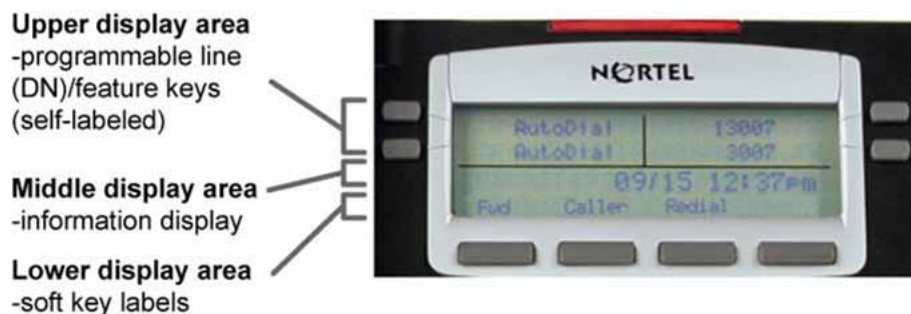 Upper display area
-programmable line
(DN)/feature keys
(self-labeled)
Middle display area
-information display
Lower display area
-soft key labels
NORTEL
AutoDial 13007
AutoDial 3007
09/15 12:37pm
Fwd Caller Redial